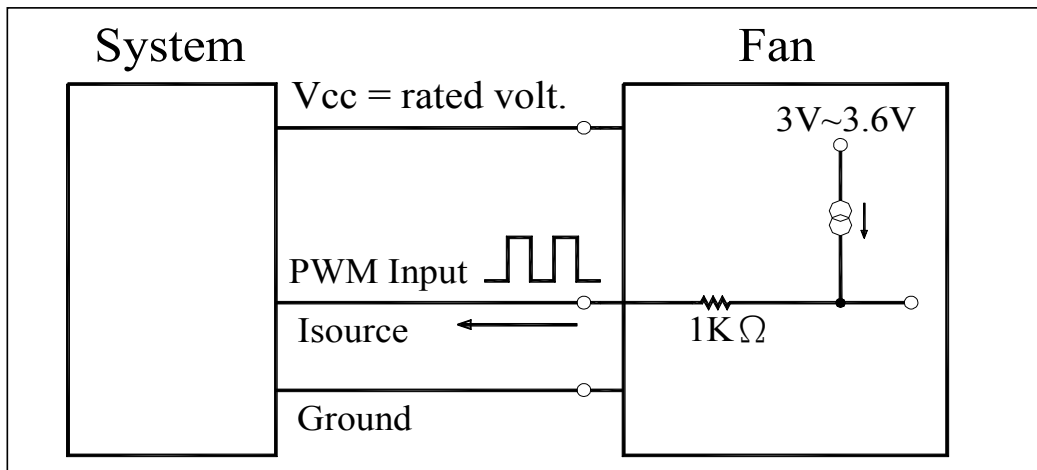 System
Fan
Vcc = rated volt.
3V~3.6V
PWM Input
Isource
1KΩ
Ground